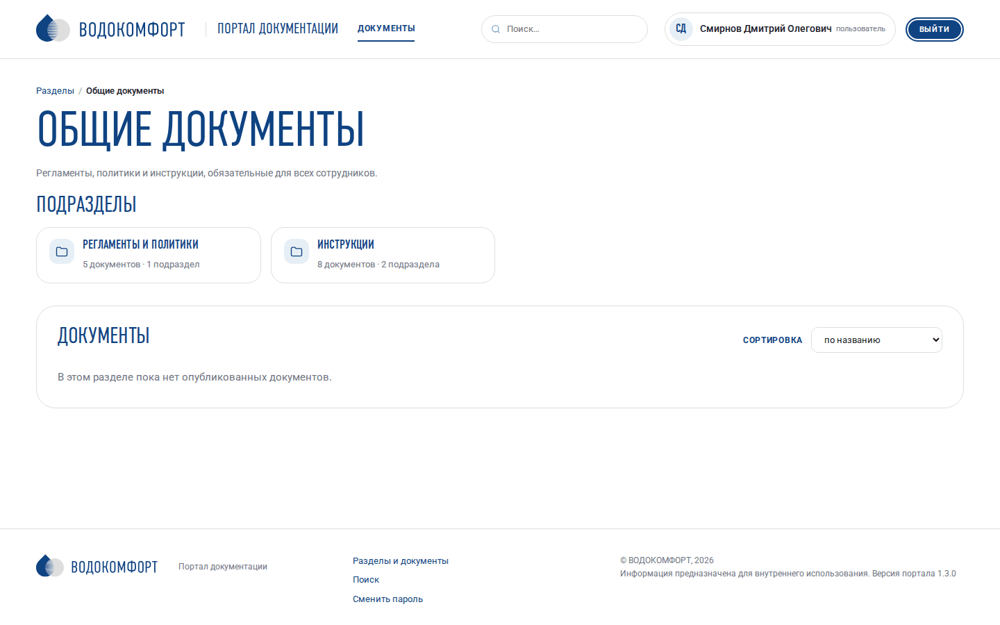 ВОДОКОМФОРТ
ПОРТАЛ ДОКУМЕНТАЦИИ
ДОКУМЕНТЫ
Поиск…
СД
Смирнов Дмитрий Олегович пользователь
ВЫЙТИ
Разделы / Общие документы
ОБЩИЕ ДОКУМЕНТЫ
Регламенты, политики и инструкции, обязательные для всех сотрудников.
ПОДРАЗДЕЛЫ
РЕГЛАМЕНТЫ И ПОЛИТИКИ
5 документов · 1 подраздел
ИНСТРУКЦИИ
8 документов · 2 подраздела
ДОКУМЕНТЫ
СОРТИРОВКА
по названию
В этом разделе пока нет опубликованных документов.
ВОДОКОМФОРТ
Портал документации
Разделы и документы
Поиск
Сменить пароль
© ВОДОКОМФОРТ, 2026
Информация предназначена для внутреннего использования. Версия портала 1.3.0